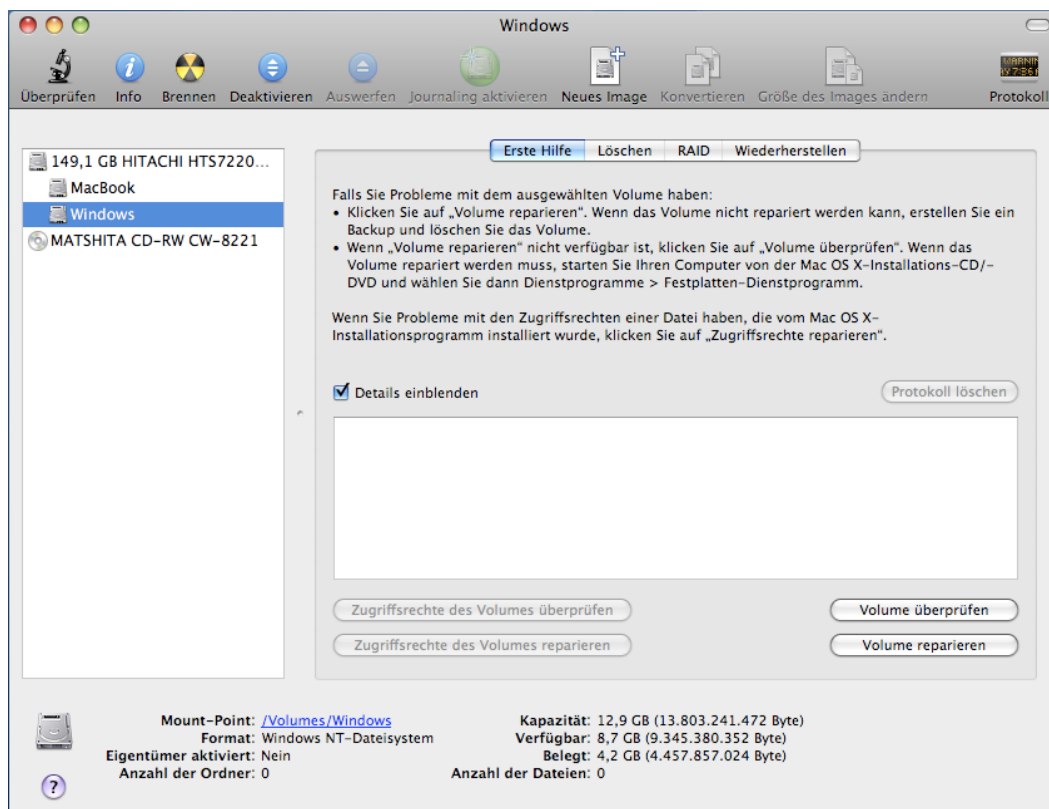 Windows
Überprüfen Info Brennen Deaktivieren Auswerfen Journaling aktivieren Neues Image Konvertieren Größe des Images ändern Protokoll
149,1 GB HITACHI HTS7220...
MacBook
Windows
MATSHITA CD-RW CW-8221
Erste Hilfe Löschen RAID Wiederherstellen
Falls Sie Probleme mit dem ausgewählten Volume haben:
• Klicken Sie auf „Volume reparieren“. Wenn das Volume nicht repariert werden kann, erstellen Sie ein
Backup und löschen Sie das Volume.
• Wenn „Volume reparieren“ nicht verfügbar ist, klicken Sie auf „Volume überprüfen“. Wenn das
Volume repariert werden muss, starten Sie Ihren Computer von der Mac OS X-Installations-CD/-
DVD und wählen Sie dann Dienstprogramme > Festplatten-Dienstprogramm.
Wenn Sie Probleme mit den Zugriffsrechten einer Datei haben, die vom Mac OS X-
Installationsprogramm installiert wurde, klicken Sie auf „Zugriffsrechte reparieren“.
Details einblenden
Protokoll löschen
Zugriffsrechte des Volumes überprüfen
Volume überprüfen
Zugriffsrechte des Volumes reparieren
Volume reparieren
Mount-Point: /Volumes/Windows
Format: Windows NT-Dateisystem
Eigentümer aktiviert: Nein
Anzahl der Ordner: 0
Kapazität: 12,9 GB (13.803.241.472 Byte)
Verfügbar: 8,7 GB (9.345.380.352 Byte)
Belegt: 4,2 GB (4.457.857.024 Byte)
Anzahl der Dateien: 0
?